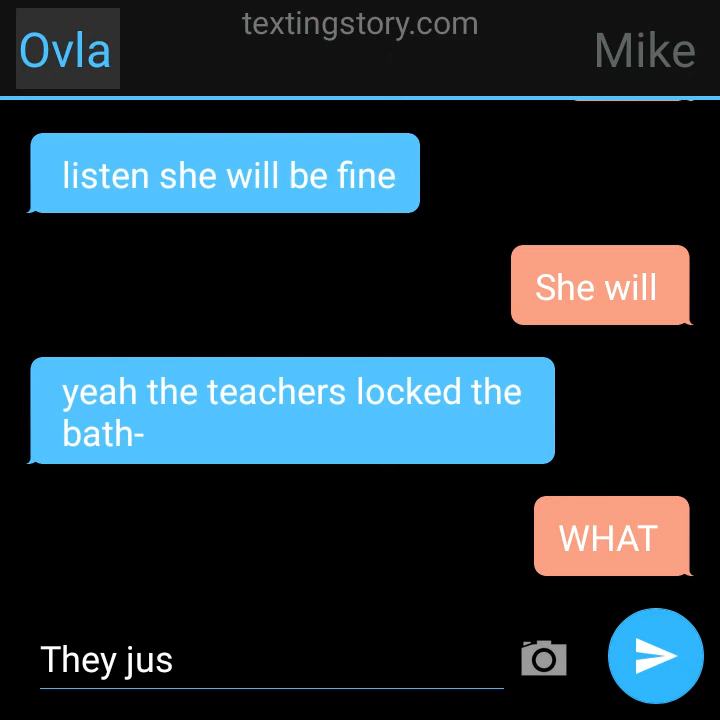 textingstory.com
Ovla
Mike
listen she will be fine
She will
yeah the teachers locked the
bath-
WHAT
They jus